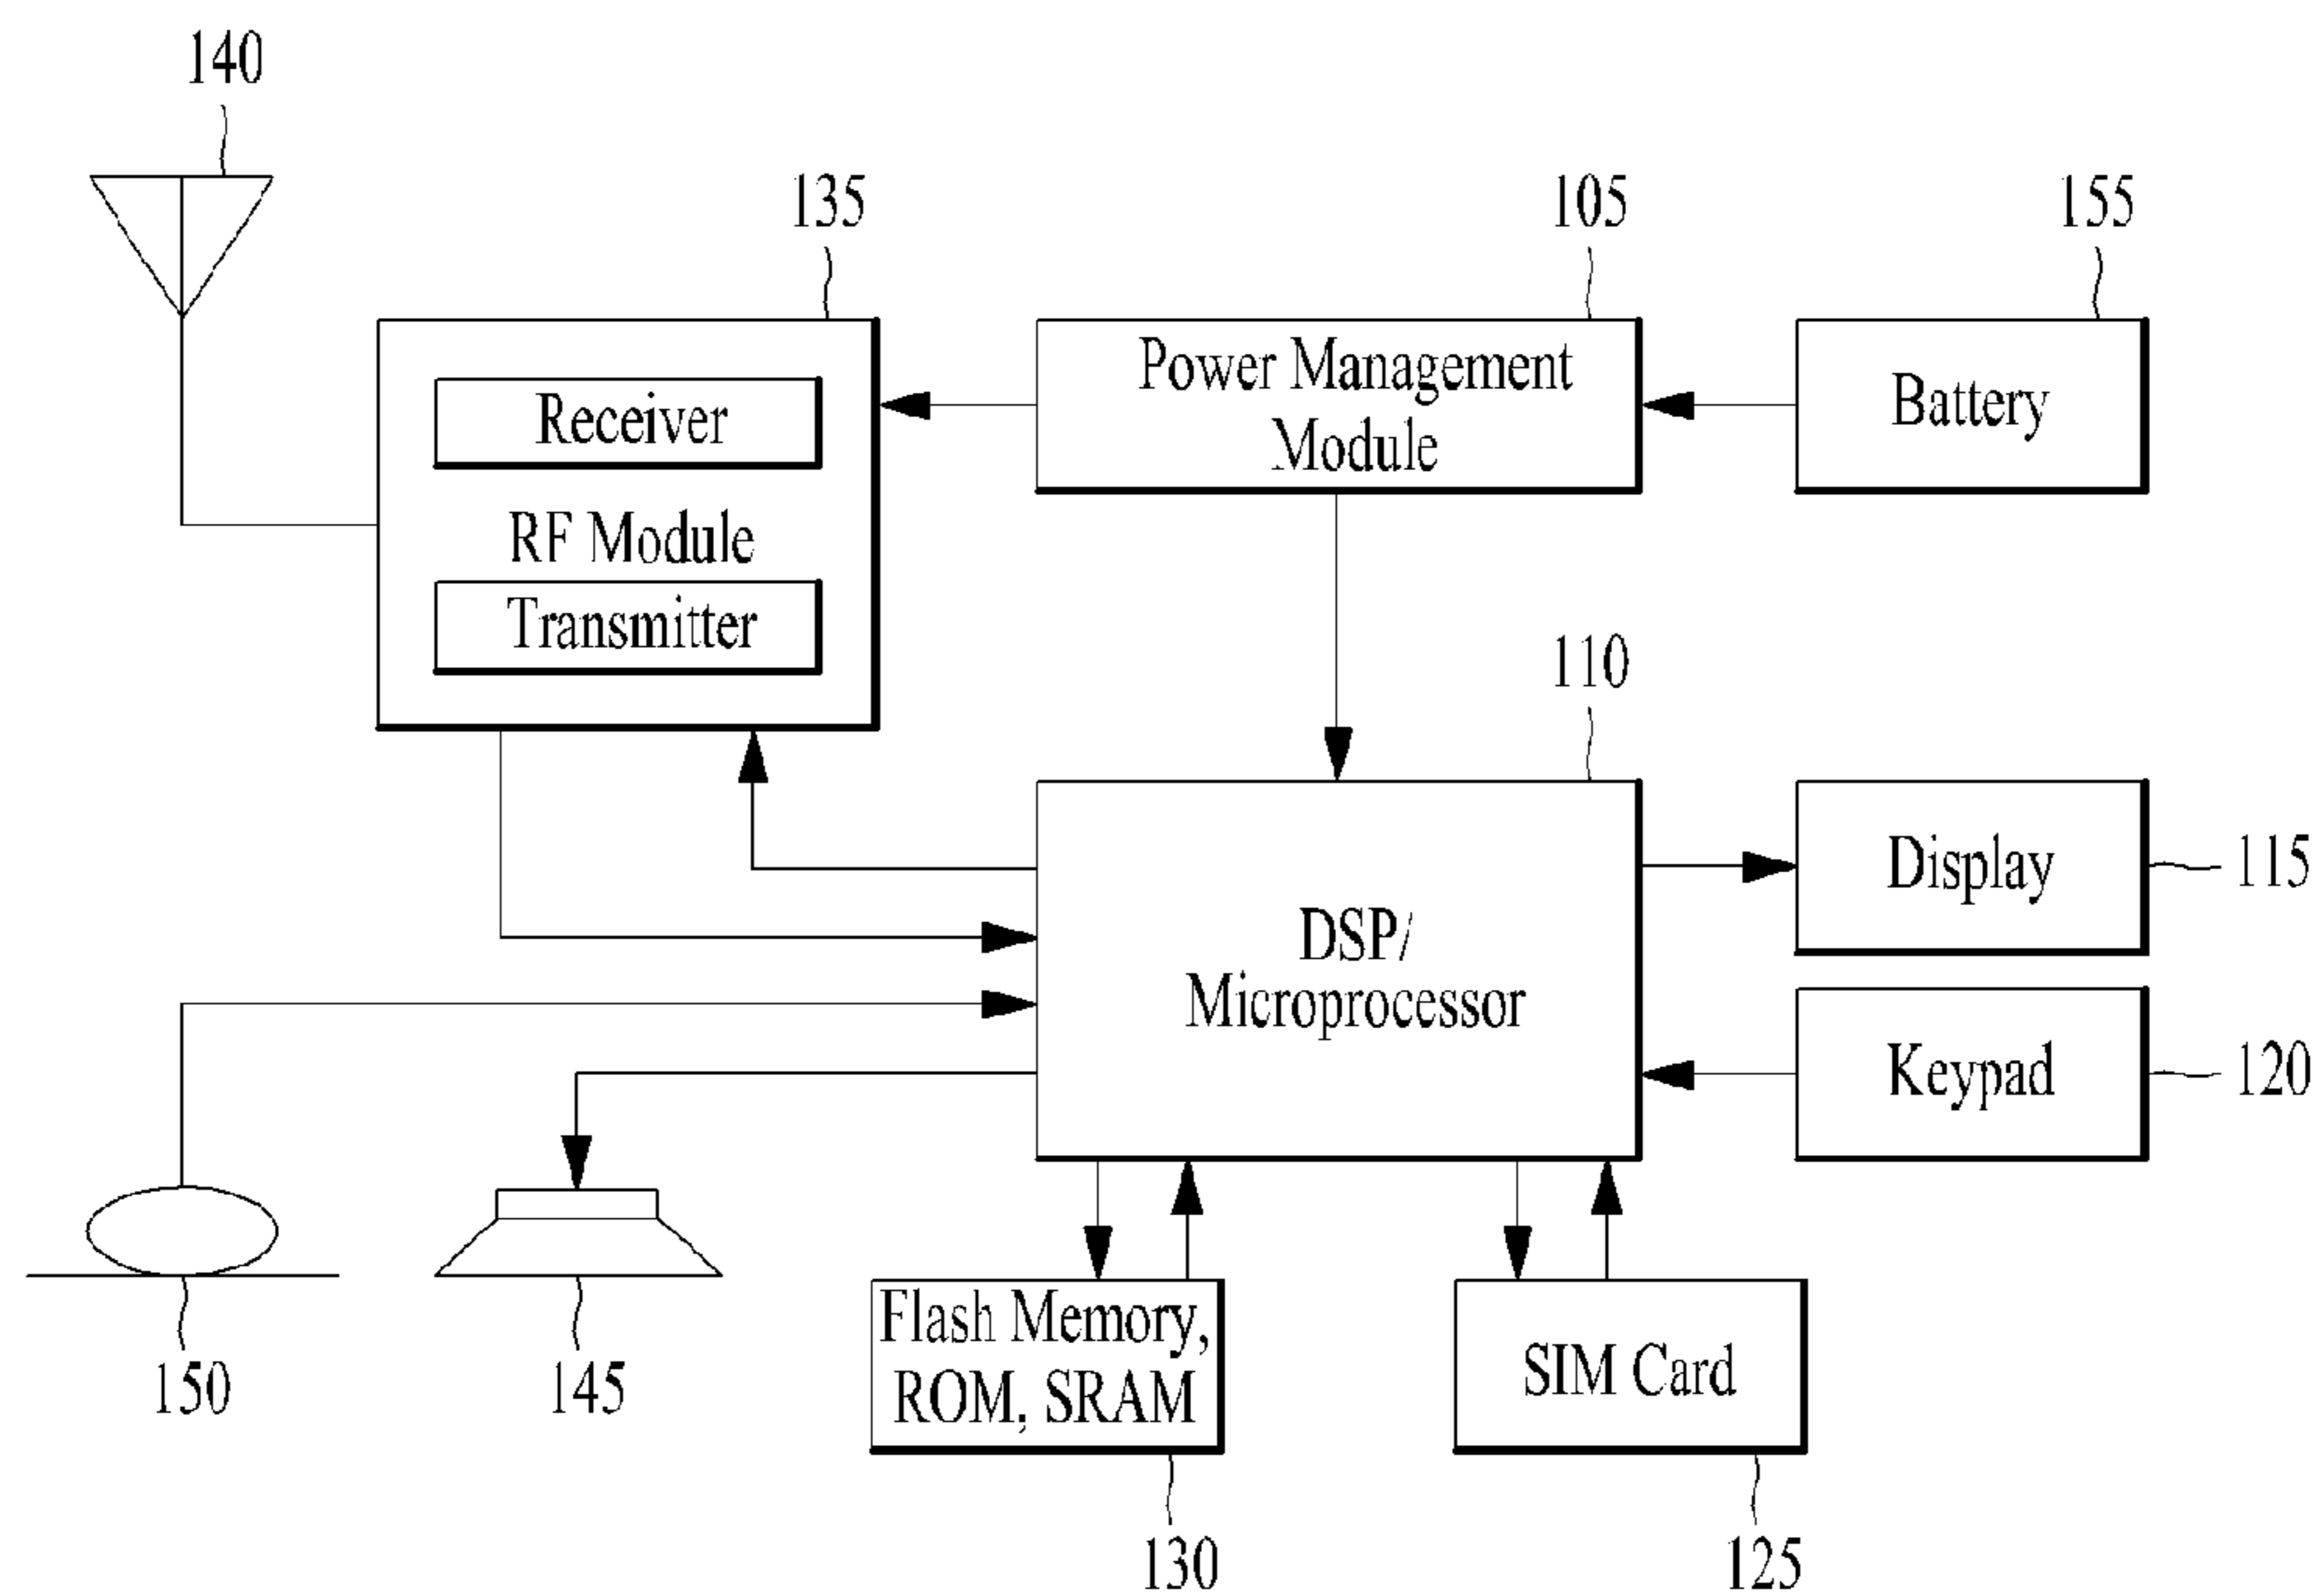 140
135
105
155
Receiver
RF Module
Transmitter
Power Management
Module
Battery
110
DSP/
Microprocessor
Display
115
Keypad
120
150
145
Flash Memory,
ROM, SRAM
130
SIM Card
125